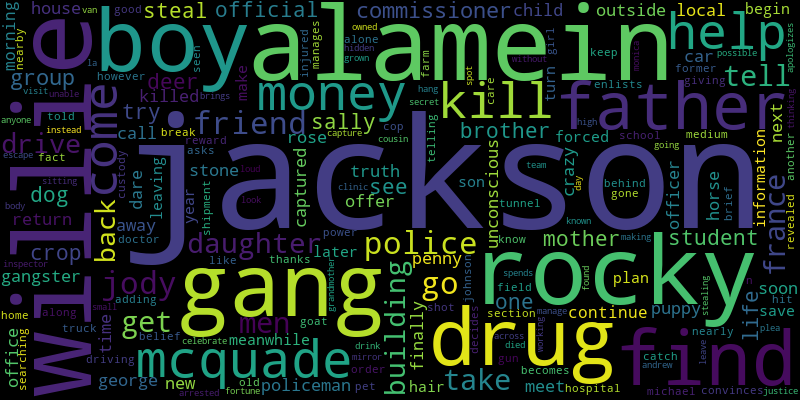 morning van good steal official commissioner child outside local begin
house owned
nearby la seen alone hidden grown farm spot without girl monica car possible help
boy alamein
willie
group however injured manages make care turn enlists former keep apologizes
deer money kill tell
told killed father
anyone visit unable try friend sally telling hang secret cop capture cousin giving high going school medium another thinking next
drive instead call break reward rose brother forced
fact asks crazy team behind
come jackson
escape sitting custody dare stone truth see son day gone officer horse brief information revealed
dog year clinic loud look tunnel known making
body leaving offer captured unconscious
return back away doctor shipment power daughter police mother student france
crop like later know
gangster jody thanks penny rocky plan life soon
inspector adding gang go one found hit save
home along time men grandmother building johnson spends field across stealing puppy
small get goat shot section continue nearly plea
truck meanwhile finally decides died working manage
searching office driving belief celebrate drink mcquade drug find
mirror order gun catch
george new policeman pet hair take becomes meet hospital andrew leave
arrested old fortune michael convinces justice